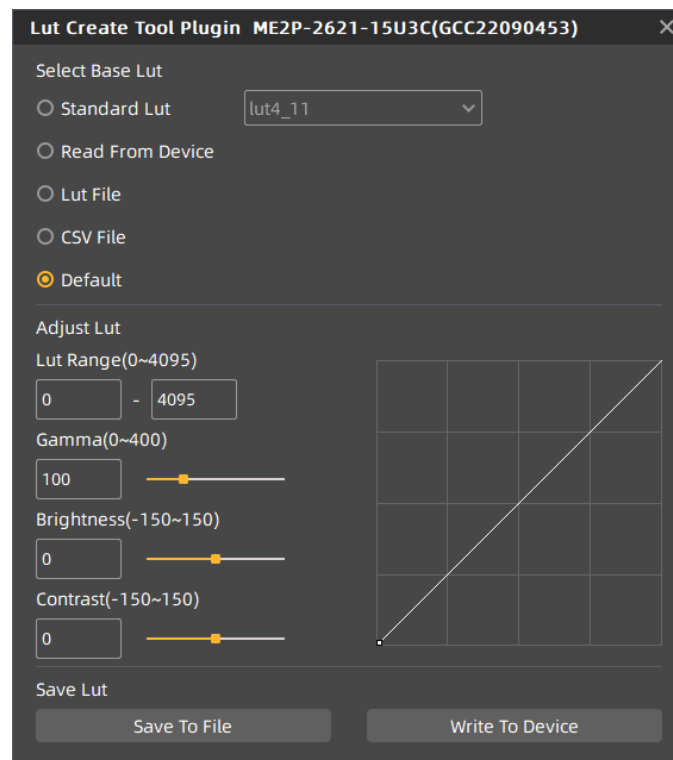 Lut Create Tool Plugin ME2P-2621-15U3C(GCC22090453)
Select Base Lut
Standard Lut
lut4_11
Read From Device
Lut File
CSV File
Default
Adjust Lut
Lut Range(0~4095)
0 - 4095
Gamma(0~400)
100
Brightness(-150~150)
0
Contrast(-150~150)
0
Save Lut
Save To File
Write To Device